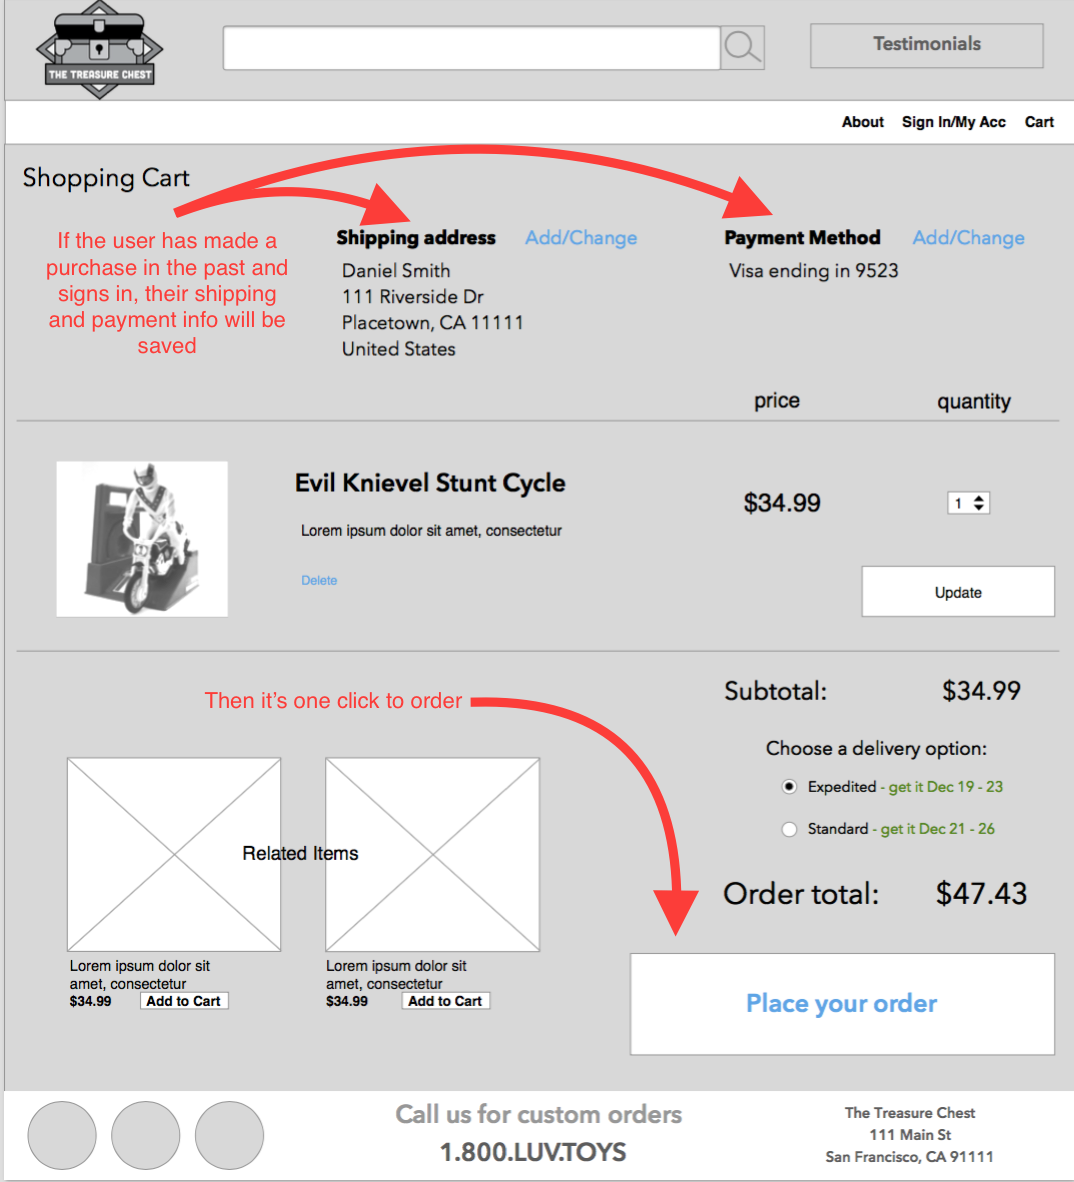 THE TREASURE CHEST
Testimonials
About Sign In/My Acc Cart
Shopping Cart
If the user has made a
purchase in the past and
signs in, their shipping
and payment info will be
saved
Shipping address Add/Change
Daniel Smith
111 Riverside Dr
Placetown, CA 11111
United States
Payment Method Add/Change
Visa ending in 9523
price quantity
Evil Knievel Stunt Cycle
Lorem ipsum dolor sit amet, consectetur
Delete
$34.99
1
Update
Then it's one click to order
Subtotal: $34.99
Choose a delivery option:
Expedited - get it Dec 19 - 23
Standard - get it Dec 21 - 26
Order total: $47.43
Place your order
Related Items
Lorem ipsum dolor sit
amet, consectetur
$34.99 Add to Cart
Lorem ipsum dolor sit
amet, consectetur
$34.99 Add to Cart
Call us for custom orders
1.800.LUV.TOYS
The Treasure Chest
111 Main St
San Francisco, CA 91111